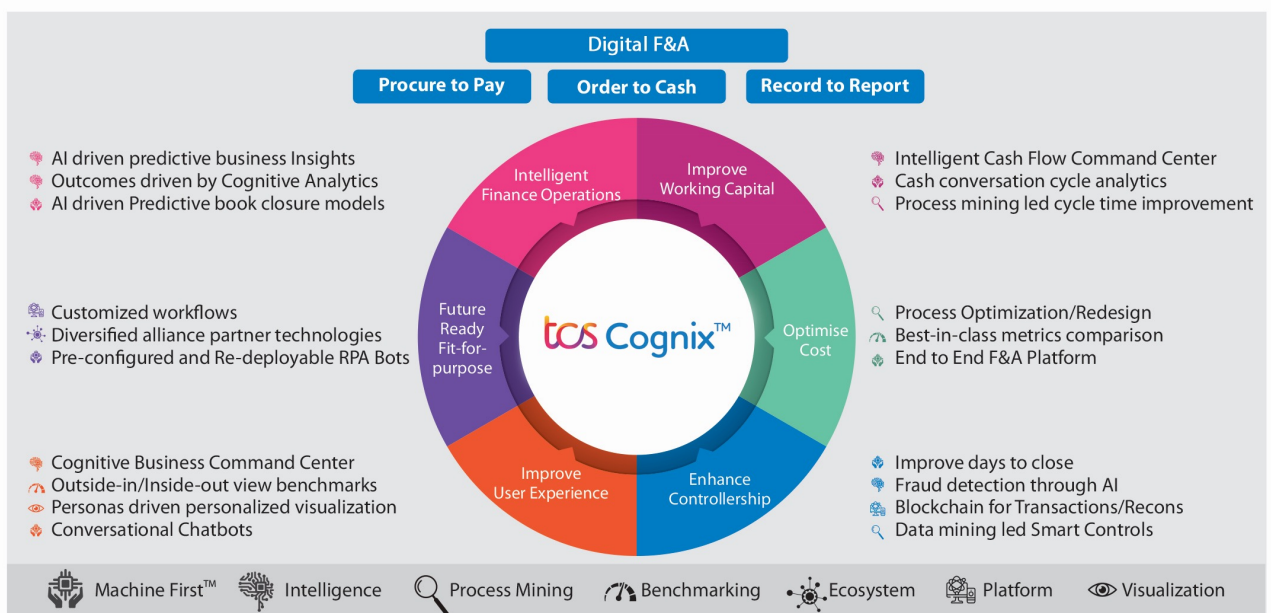 Digital F&A
Procure to Pay
Order to Cash
Record to Report
AI driven predictive business Insights
Outcomes driven by Cognitive Analytics
AI driven Predictive book closure models
Intelligent
Finance Operations
Improve
Working Capital
Intelligent Cash Flow Command Center
Cash conversation cycle analytics
Process mining led cycle time improvement
Customized workflows
Diversified alliance partner technologies
Pre-configured and Re-deployable RPA Bots
Future
Ready
Fit-for-
purpose
tcs Cognix™
Optimise
Cost
Process Optimization/Redesign
Best-in-class metrics comparison
End to End F&A Platform
Cognitive Business Command Center
Outside-in/Inside-out view benchmarks
Personas driven personalized visualization
Conversational Chatbots
Improve
User Experience
Enhance
Controllership
Improve days to close
Fraud detection through AI
Blockchain for Transactions/Recons
Data mining led Smart Controls
Machine First™
Intelligence
Process Mining
Benchmarking
Ecosystem
Platform
Visualization